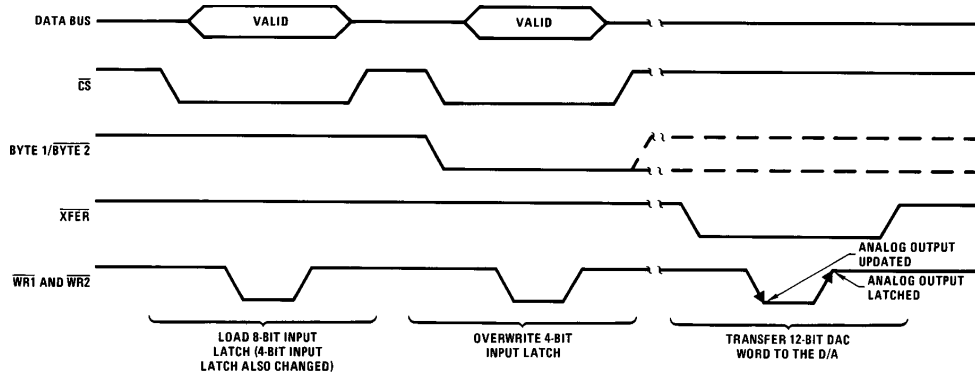 DATA BUS
VALID
VALID
CS
BYTE 1/BYTE 2
XFER
WR1 AND WR2
ANALOG OUTPUT
UPDATED
ANALOG OUTPUT
LATCHED
LOAD 8-BIT INPUT
LATCH (4-BIT INPUT
LATCH ALSO CHANGED)
OVERWRITE 4-BIT
INPUT LATCH
TRANSFER 12-BIT DAC
WORD TO THE D/A